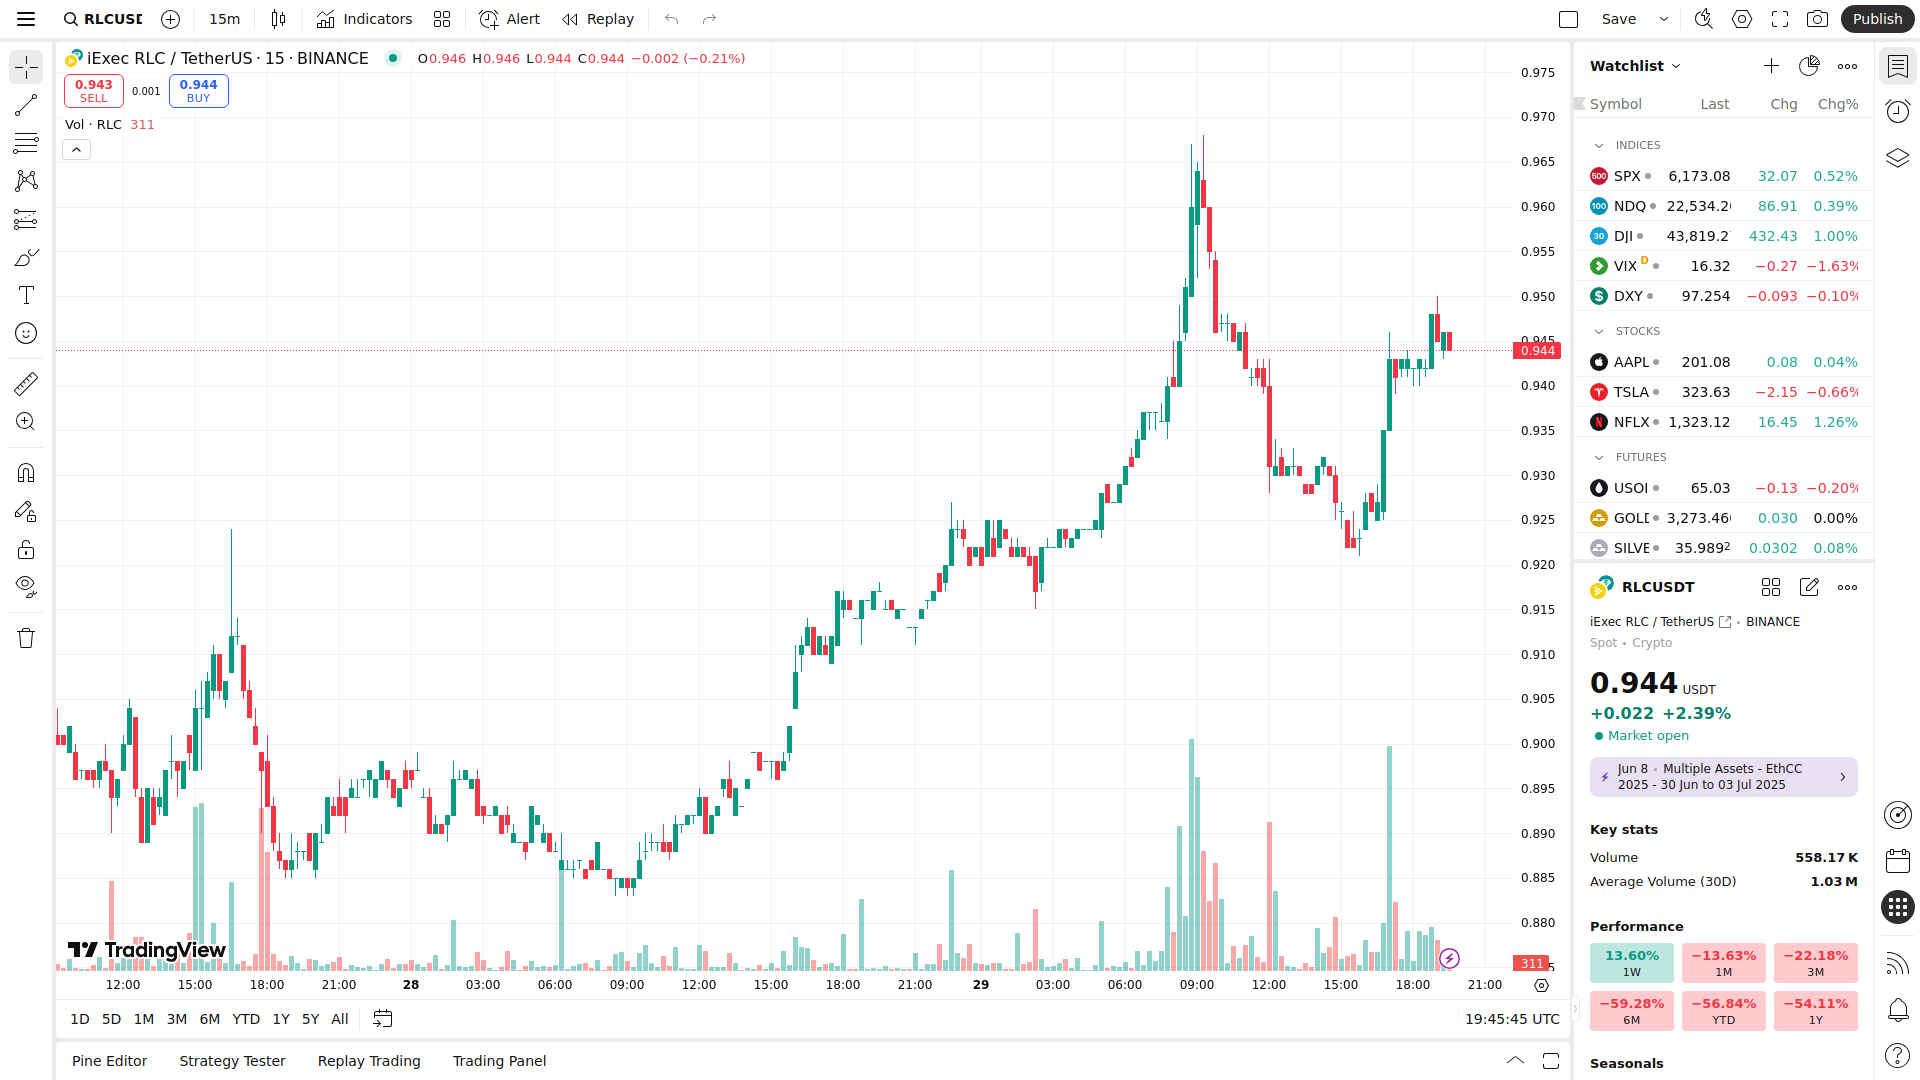 RLCUSD
15m
Indicators
Alert
Replay
Save
Publish
iExec RLC / TetherUS · 15 · BINANCE
O0.946 H0.946 L0.944 C0.944 −0.002 (−0.21%)
0.943
SELL
0.001
0.944
BUY
Vol · RLC 311
0.975
0.970
0.965
0.960
0.955
0.950
0.945
0.944
0.940
0.935
0.930
0.925
0.920
0.915
0.910
0.905
0.900
0.895
0.890
0.885
0.880
311
TradingView
12:00 15:00 18:00 21:00 28 03:00 06:00 09:00 12:00 15:00 18:00 21:00 29 03:00 06:00 09:00 12:00 15:00 18:00 21:00
1D 5D 1M 3M 6M YTD 1Y 5Y All
19:45:45 UTC
Pine Editor Strategy Tester Replay Trading Trading Panel
Watchlist
Symbol Last Chg Chg%
INDICES
500 SPX 6,173.08 32.07 0.52%
100 NDQ 22,534.2 86.91 0.39%
30 DJI 43,819.2 432.43 1.00%
VIX D 16.32 −0.27 −1.63%
$ DXY 97.254 −0.093 −0.10%
STOCKS
AAPL 201.08 0.08 0.04%
TSLA 323.63 −2.15 −0.66%
N NFLX 1,323.12 16.45 1.26%
FUTURES
USOI 65.03 −0.13 −0.20%
GOLD 3,273.46 0.030 0.00%
SILVE 35.989² 0.0302 0.08%
RLCUSDT
iExec RLC / TetherUS • BINANCE
Spot • Crypto
0.944 USDT
+0.022 +2.39%
Market open
Jun 8 • Multiple Assets - EthCC
2025 - 30 Jun to 03 Jul 2025
Key stats
Volume 558.17 K
Average Volume (30D) 1.03 M
Performance
13.60% −13.63% −22.18%
1W 1M 3M
−59.28% −56.84% −54.11%
6M YTD 1Y
Seasonals